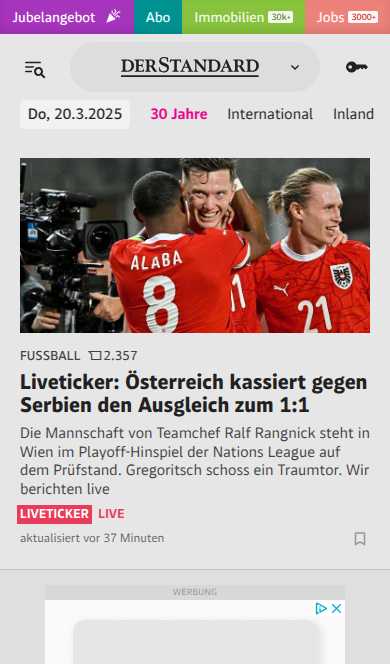 Jubelangebot
Abo
Immobilien 30k+
Jobs 3000+
DERSTANDARD
Do, 20.3.2025 30 Jahre International Inland
ALABA
8
11
21
FUSSBALL 2.357
Liveticker: Österreich kassiert gegen
Serbien den Ausgleich zum 1:1
Die Mannschaft von Teamchef Ralf Rangnick steht in
Wien im Playoff-Hinspiel der Nations League auf
dem Prüfstand. Gregoritsch schoss ein Traumtor. Wir
berichten live
LIVETICKER LIVE
aktualisiert vor 37 Minuten
WERBUNG